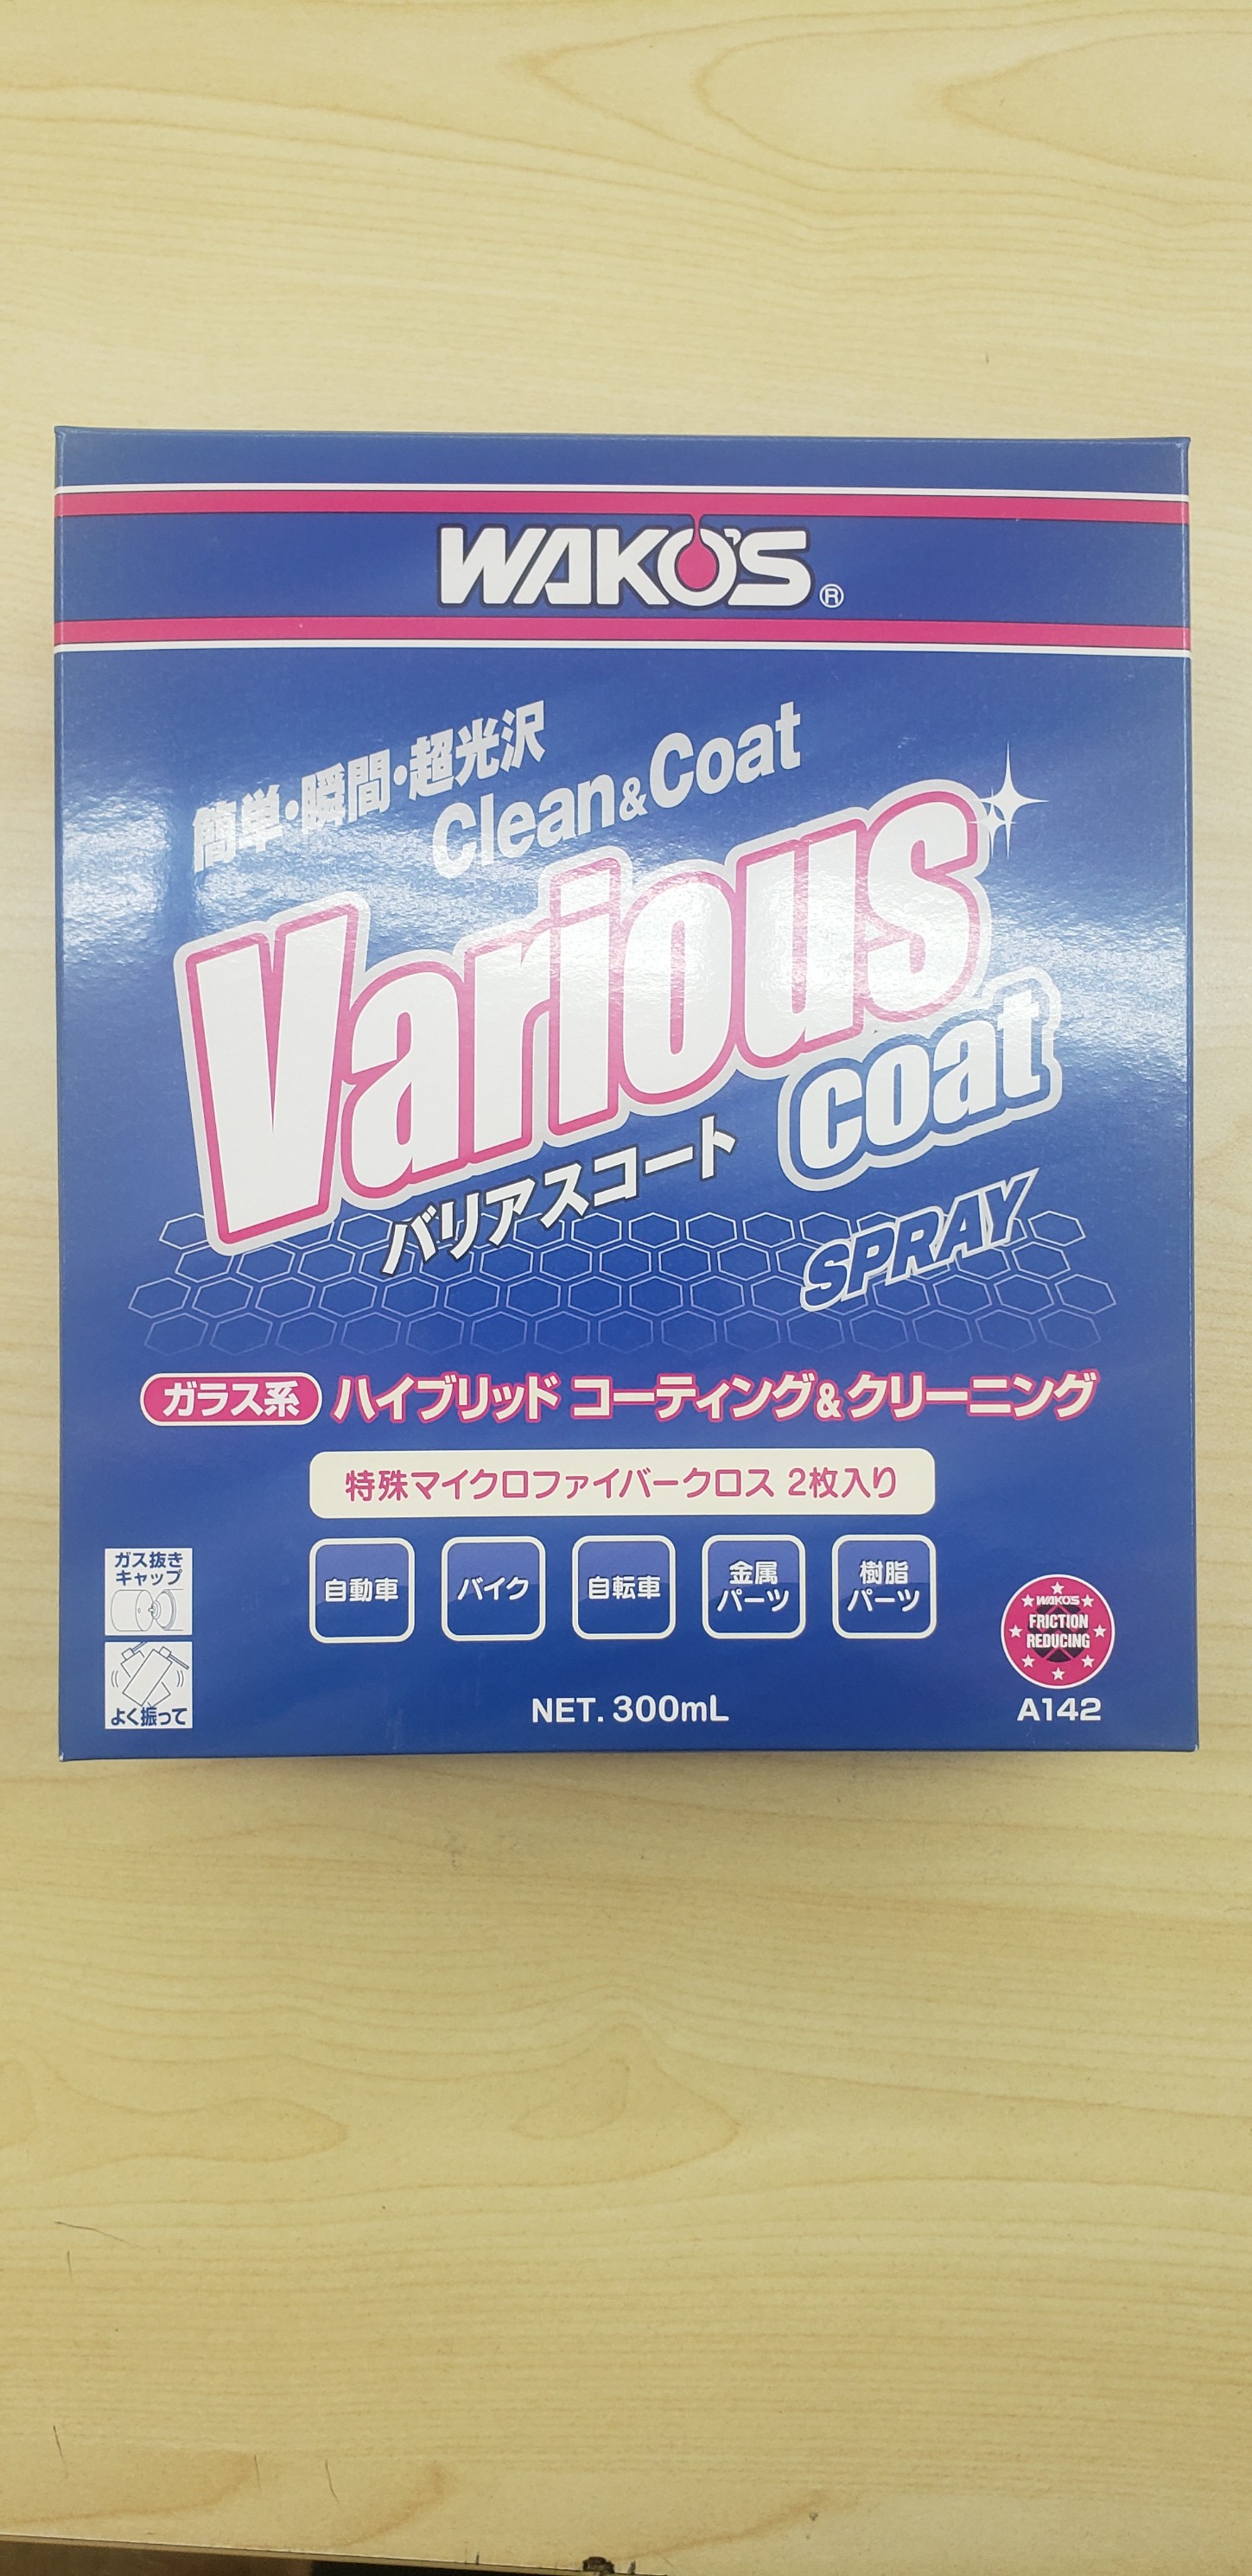 WAKO'S®
簡単・瞬間・超光沢
Clean&Coat
Various
coat
バリアスコート
SPRAY
ガラス系 ハイブリッド コーティング&クリーニング
特殊マイクロファイバークロス 2枚入り
ガス抜き
キャップ
自動車
バイク
自転車
金属
パーツ
樹脂
パーツ
よく振って
WAKO'S
FRICTION
REDUCING
NET. 300mL
A142